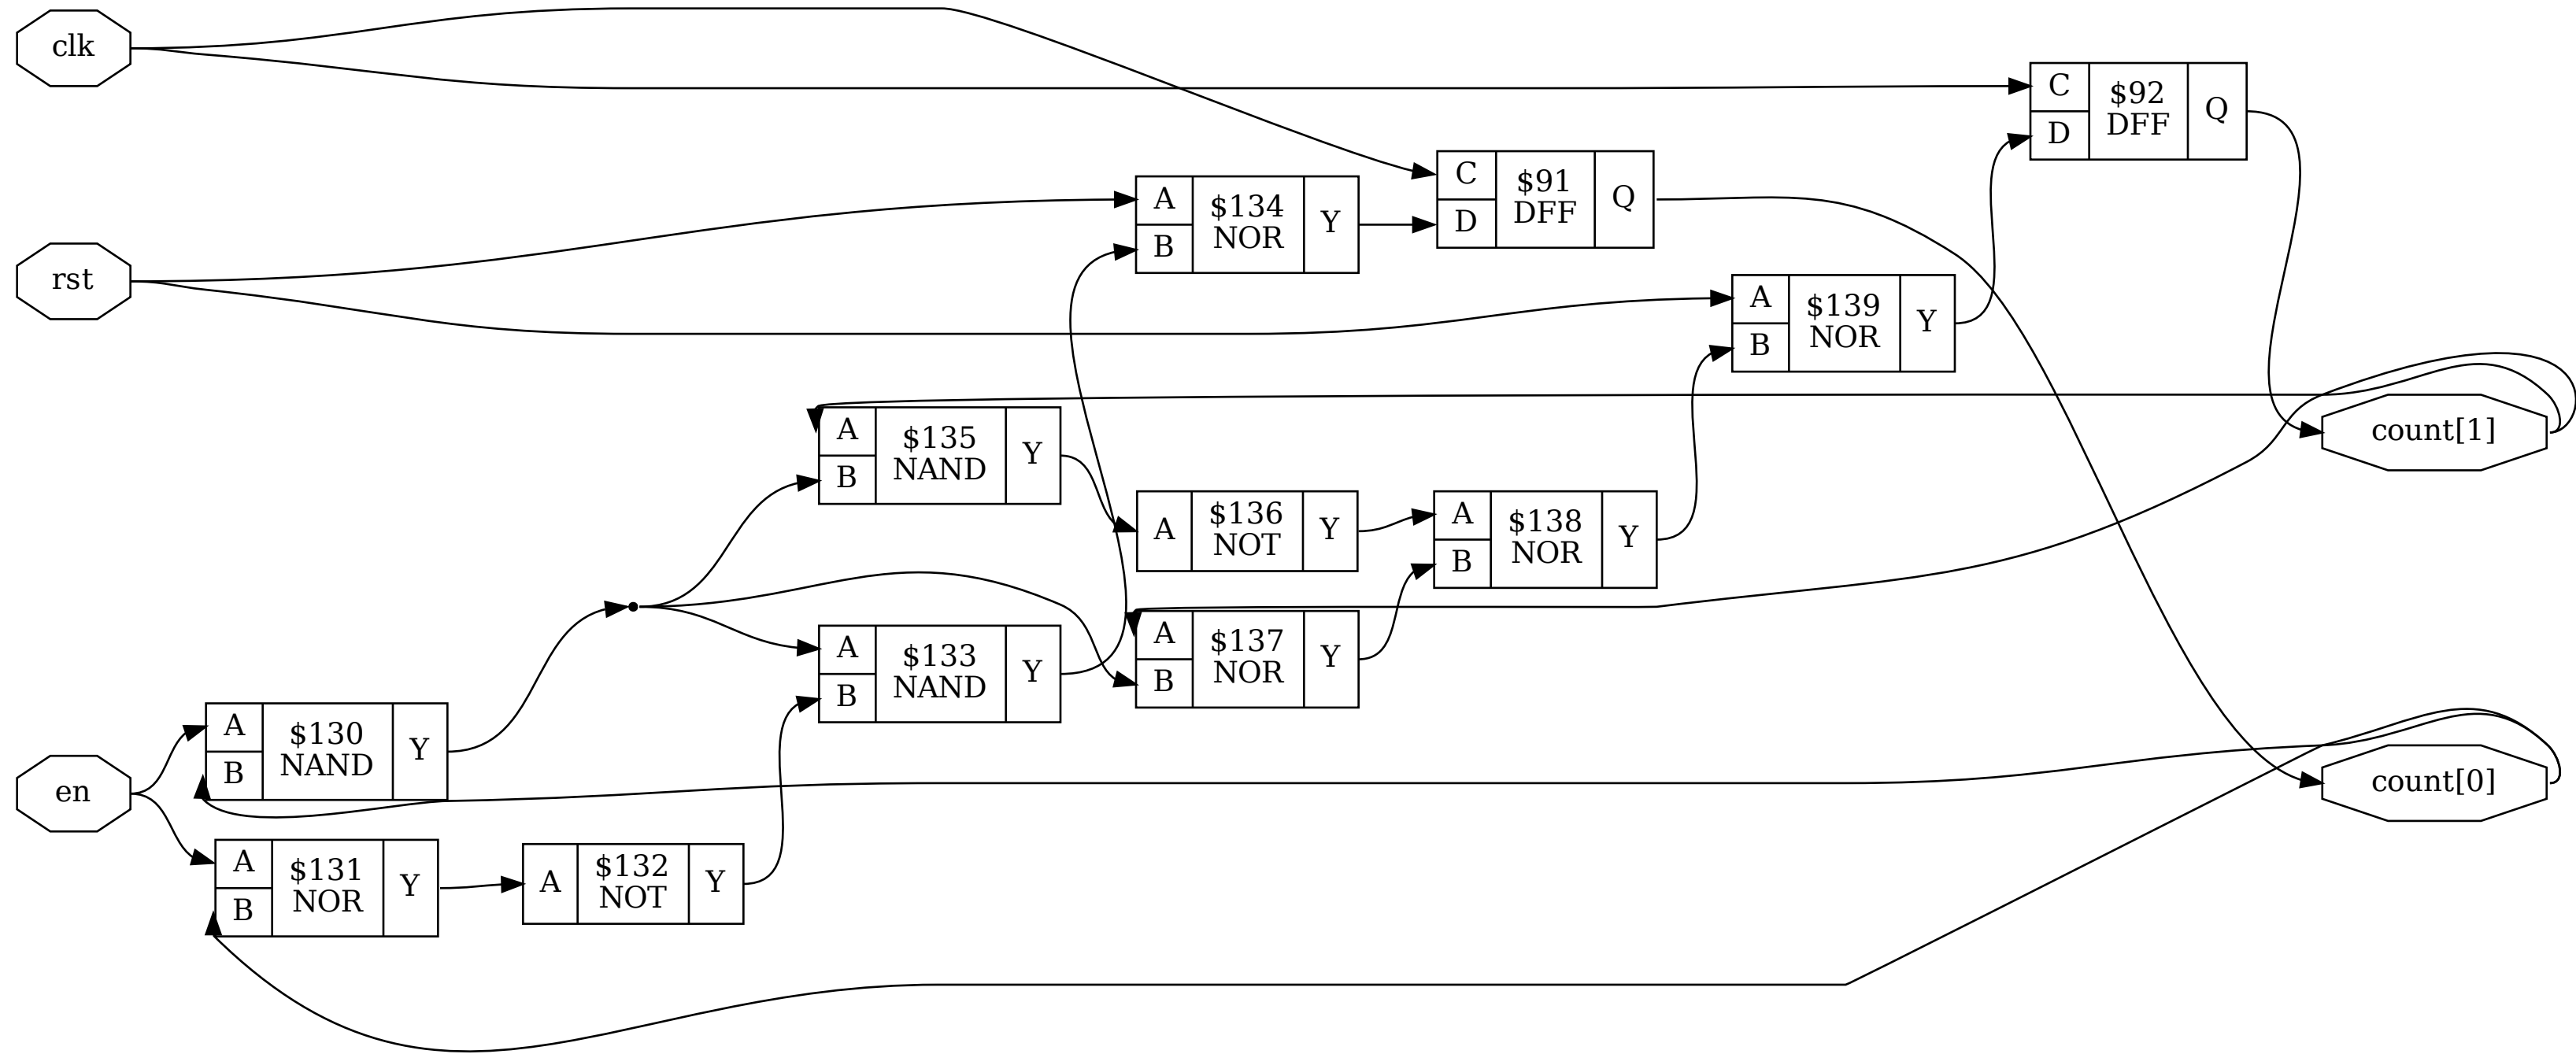 clk
C
$92
DFF
Q
D
C
$91
DFF
Q
D
A
$134
NOR
Y
B
rst
A
$139
NOR
Y
B
A
$135
NAND
Y
B
count[1]
A
$136
NOT
Y
A
$138
NOR
Y
B
A
$137
NOR
Y
B
A
$133
NAND
Y
B
A
$130
NAND
Y
B
en
count[0]
A
$131
NOR
Y
B
A
$132
NOT
Y